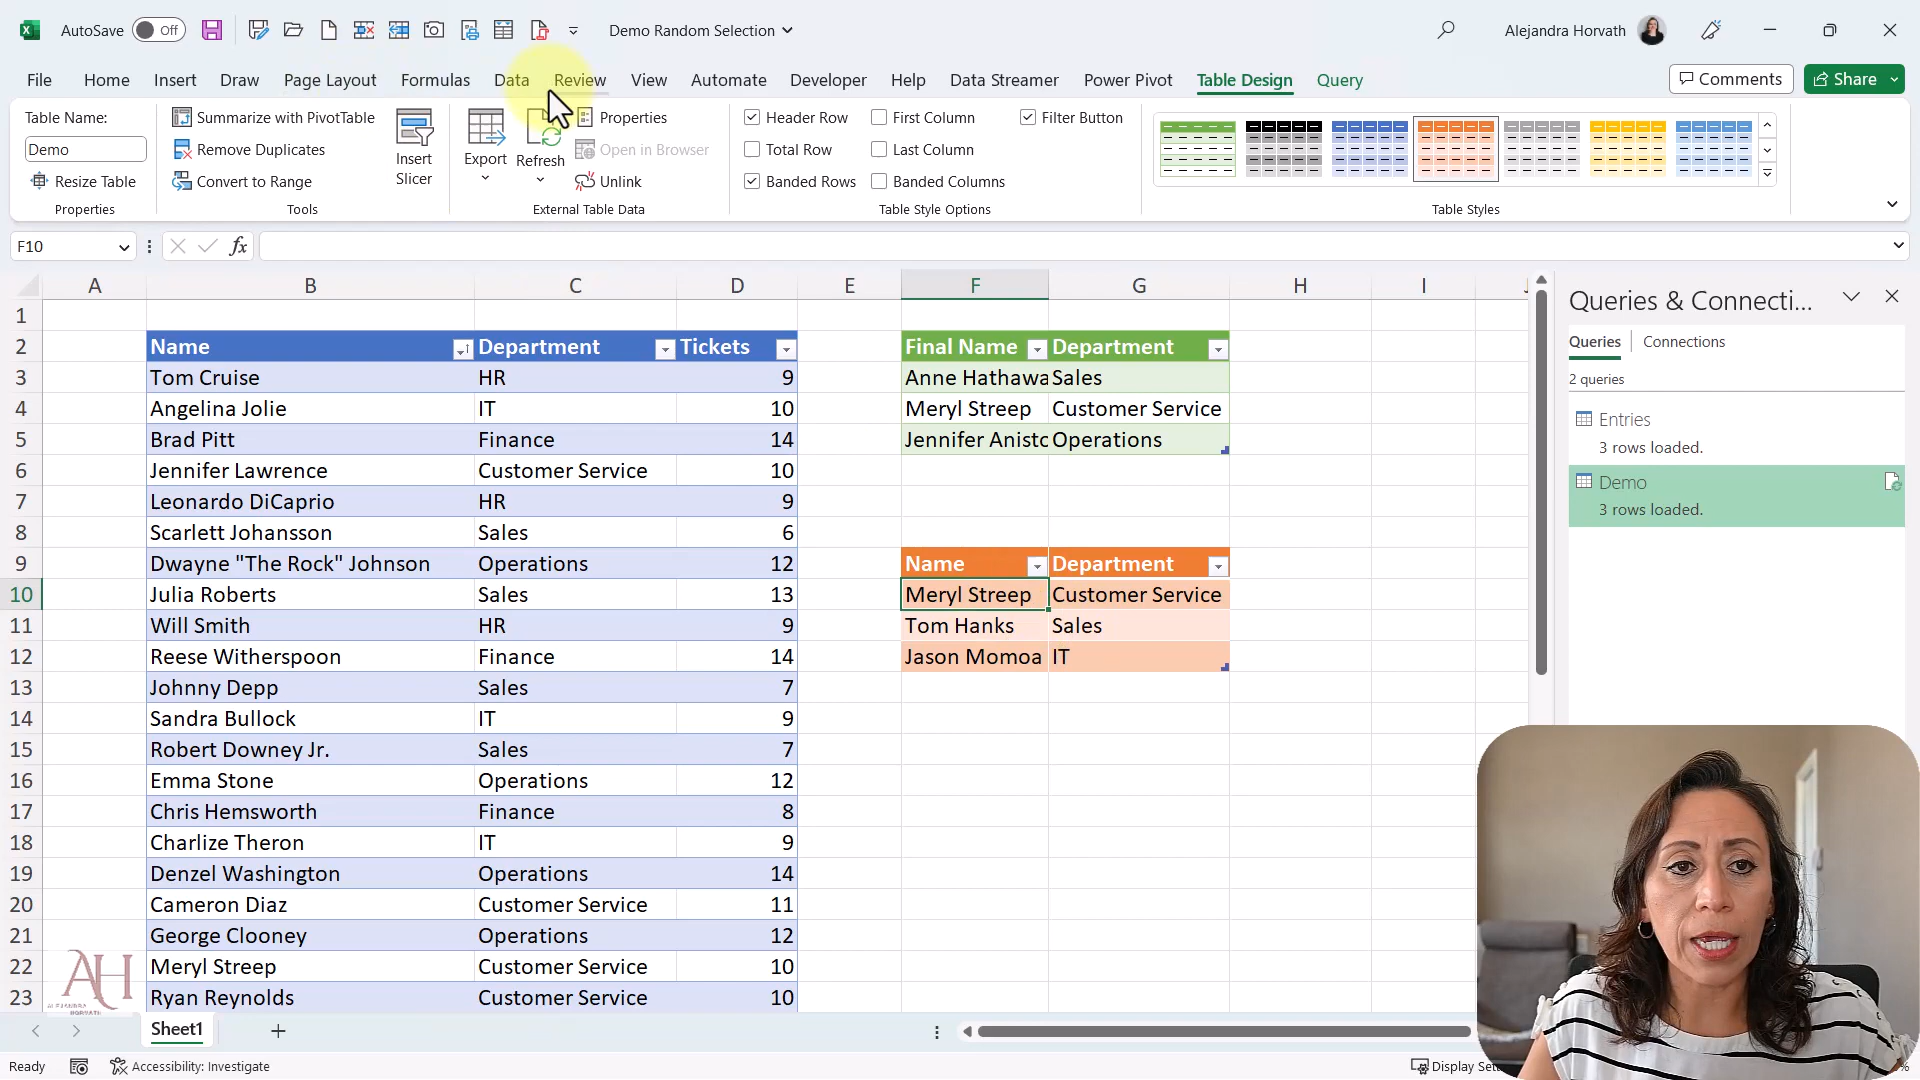 AutoSave Off Demo Random Selection Alejandra Horvath
File Home Insert Draw Page Layout Formulas Data Review View Automate Developer Help Data Streamer Power Pivot Table Design Query Comments Share
Table Name:
Demo
Resize Table
Properties
Summarize with PivotTable
Remove Duplicates
Convert to Range
Tools
Insert
Slicer
Export
Refresh
Properties
Open in Browser
Unlink
External Table Data
Header Row First Column Filter Button
Total Row Last Column
Banded Rows Banded Columns
Table Style Options
Table Styles
F10 fx
A B C D E F G H I
1
2 Name Department Tickets Final Name Department
3 Tom Cruise HR 9 Anne Hathawa Sales
4 Angelina Jolie IT 10 Meryl Streep Customer Service
5 Brad Pitt Finance 14 Jennifer Anisto Operations
6 Jennifer Lawrence Customer Service 10
7 Leonardo DiCaprio HR 9
8 Scarlett Johansson Sales 6
9 Dwayne "The Rock" Johnson Operations 12 Name Department
10 Julia Roberts Sales 13 Meryl Streep Customer Service
11 Will Smith HR 9 Tom Hanks Sales
12 Reese Witherspoon Finance 14 Jason Momoa IT
13 Johnny Depp Sales 7
14 Sandra Bullock IT 9
15 Robert Downey Jr. Sales 7
16 Emma Stone Operations 12
17 Chris Hemsworth Finance 8
18 Charlize Theron IT 9
19 Denzel Washington Operations 14
20 Cameron Diaz Customer Service 11
21 George Clooney Operations 12
22 Meryl Streep Customer Service 10
23 Ryan Reynolds Customer Service 10
Queries & Connecti...
Queries Connections
2 queries
Entries
3 rows loaded.
Demo
3 rows loaded.
AH
ALEJANDRA
HORVATH
Sheet1
Ready Accessibility: Investigate Display